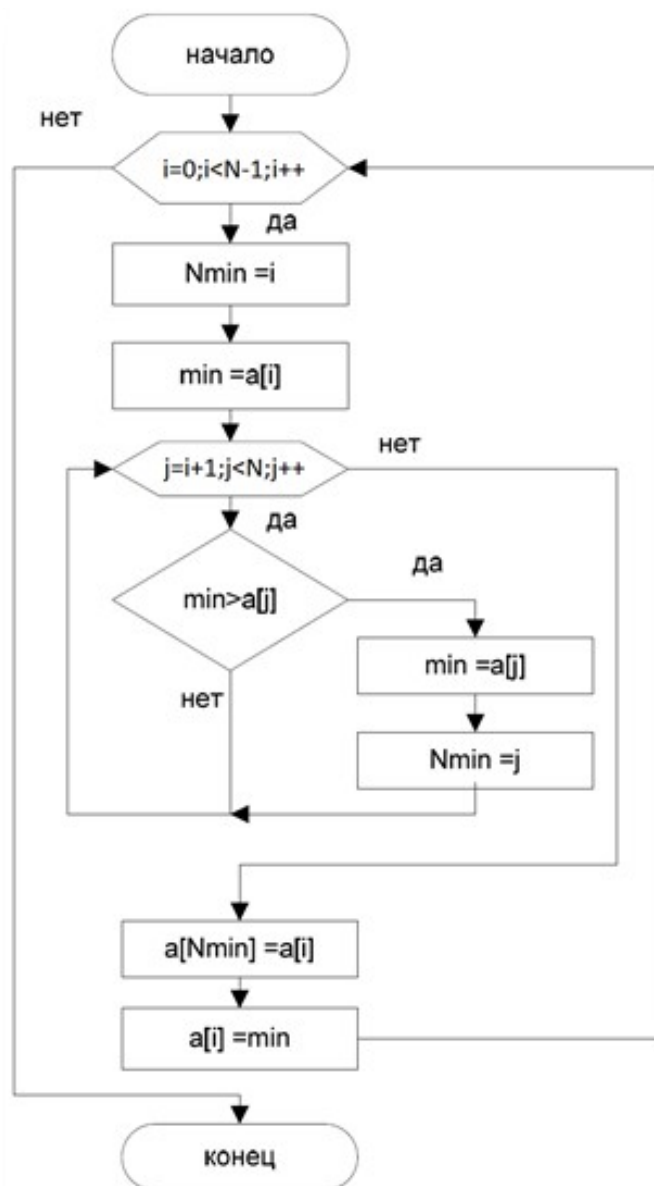 начало
нет
i=0;i<N-1;i++
да
Nmin =i
min =a[i]
нет
j=i+1;j<N;j++
да
да
min>a[j]
min =a[j]
нет
Nmin =j
a[Nmin] =a[i]
a[i] =min
конец